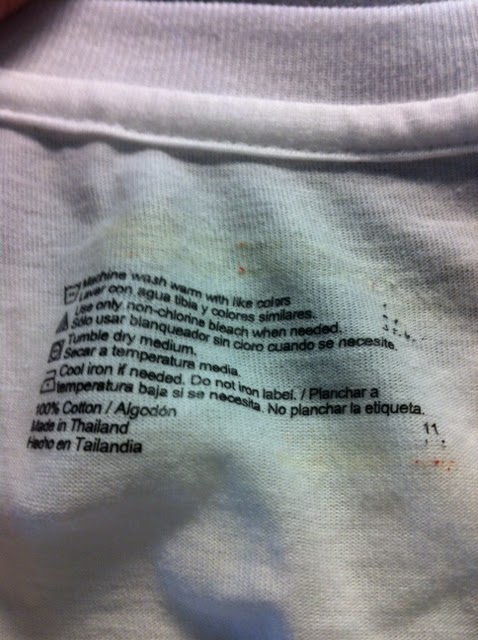 Machine wash warm with like colors
Lavar con agua tibia y colores similares.
Use only non-chlorine bleach when needed.
Sólo usar blanqueador sin cloro cuando se necesite.
Tumble dry medium.
Secar a temperatura media.
Cool iron if needed. Do not iron label. / Planchar a
temperatura baja si se necesita. No planchar la etiqueta.
100% Cotton / Algodón
Made in Thailand
Hecho en Tailandia
11